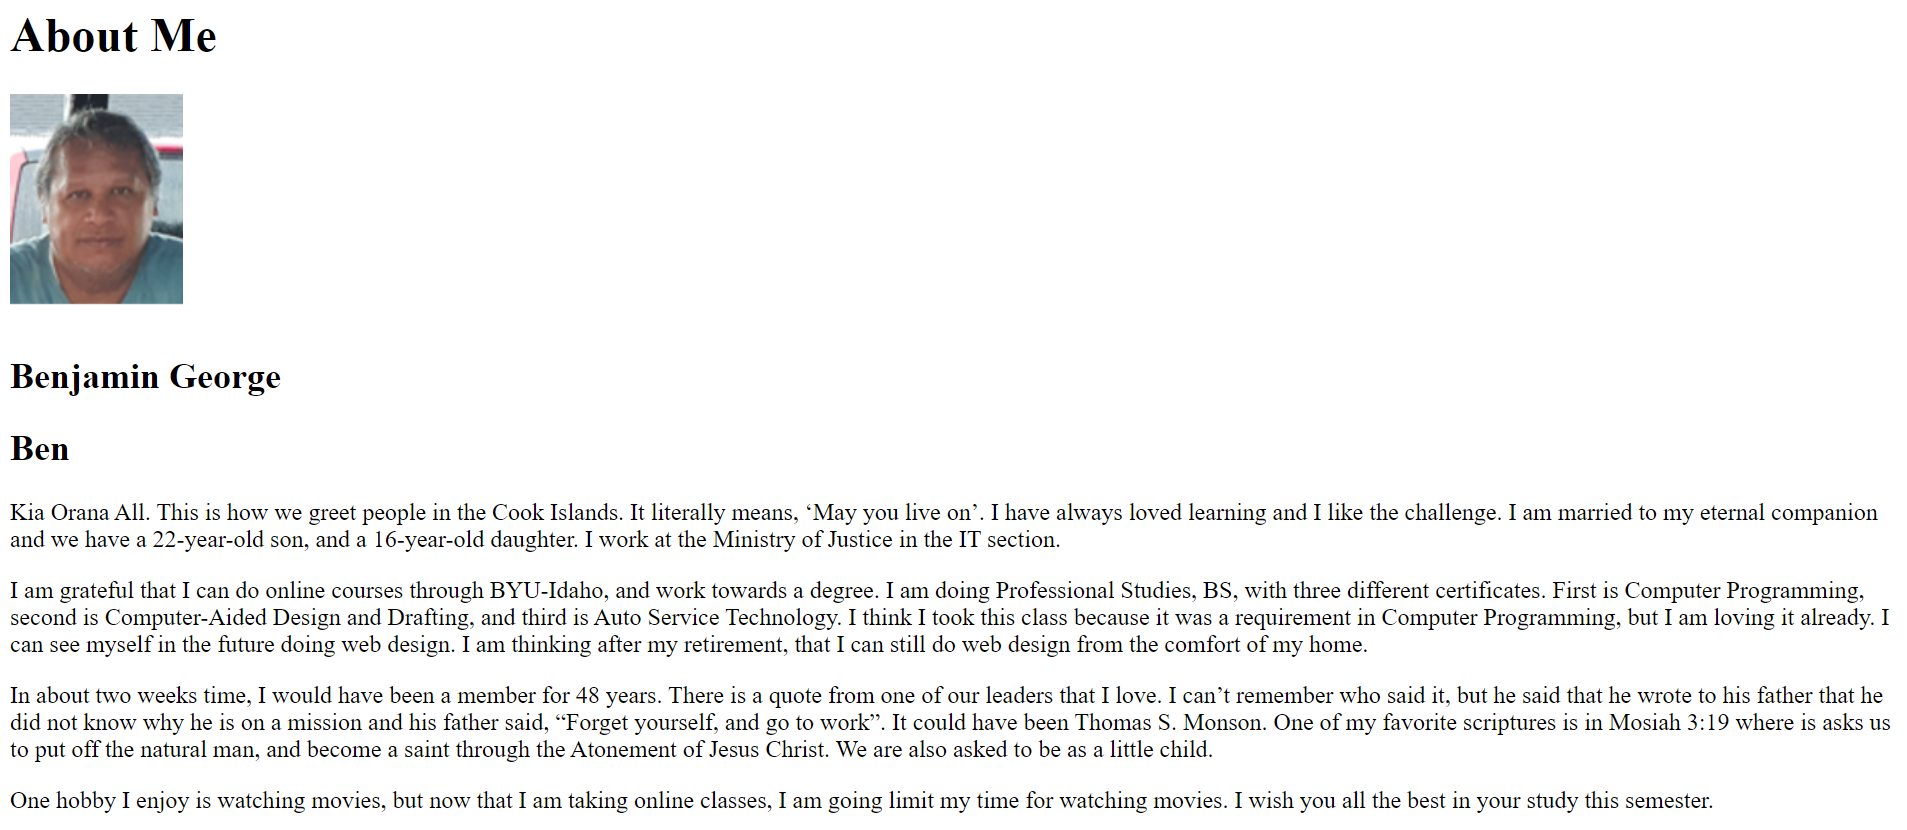 About Me
Benjamin George
Ben
Kia Orana All. This is how we greet people in the Cook Islands. It literally means, ‘May you live on’. I have always loved learning and I like the challenge. I am married to my eternal companion
and we have a 22-year-old son, and a 16-year-old daughter. I work at the Ministry of Justice in the IT section.
I am grateful that I can do online courses through BYU-Idaho, and work towards a degree. I am doing Professional Studies, BS, with three different certificates. First is Computer Programming,
second is Computer-Aided Design and Drafting, and third is Auto Service Technology. I think I took this class because it was a requirement in Computer Programming, but I am loving it already. I
can see myself in the future doing web design. I am thinking after my retirement, that I can still do web design from the comfort of my home.
In about two weeks time, I would have been a member for 48 years. There is a quote from one of our leaders that I love. I can’t remember who said it, but he said that he wrote to his father that he
did not know why he is on a mission and his father said, “Forget yourself, and go to work”. It could have been Thomas S. Monson. One of my favorite scriptures is in Mosiah 3:19 where is asks us
to put off the natural man, and become a saint through the Atonement of Jesus Christ. We are also asked to be as a little child.
One hobby I enjoy is watching movies, but now that I am taking online classes, I am going limit my time for watching movies. I wish you all the best in your study this semester.